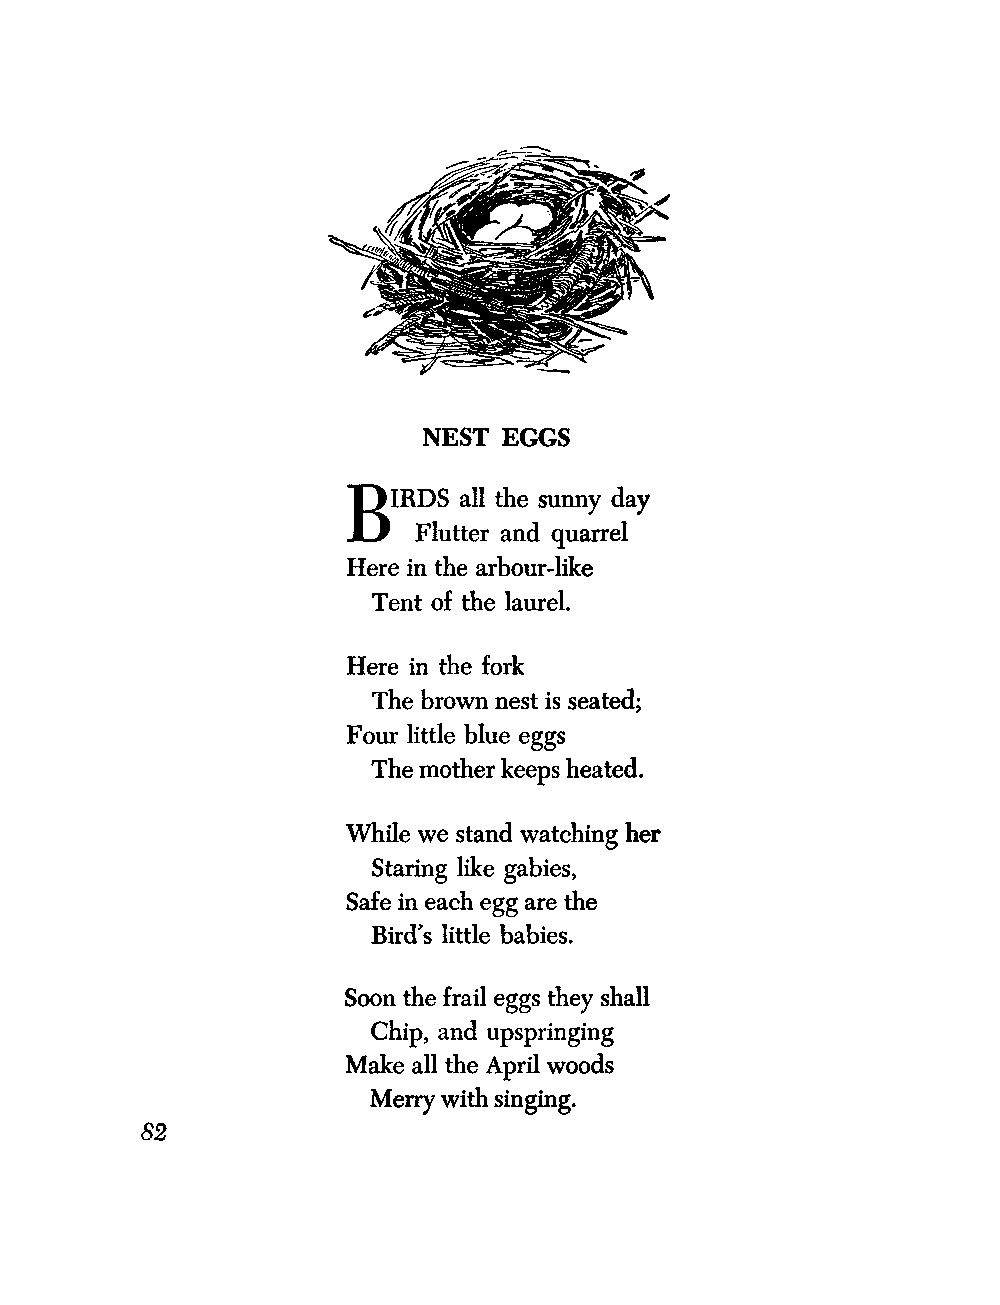 NEST EGGS
BIRDS all the sunny day
Flutter and quarrel
Here in the arbour-like
Tent of the laurel.
Here in the fork
The brown nest is seated;
Four little blue eggs
The mother keeps heated.
While we stand watching her
Staring like gabies,
Safe in each egg are the
Bird's little babies.
Soon the frail eggs they shall
Chip, and upspringing
Make all the April woods
Merry with singing.
82